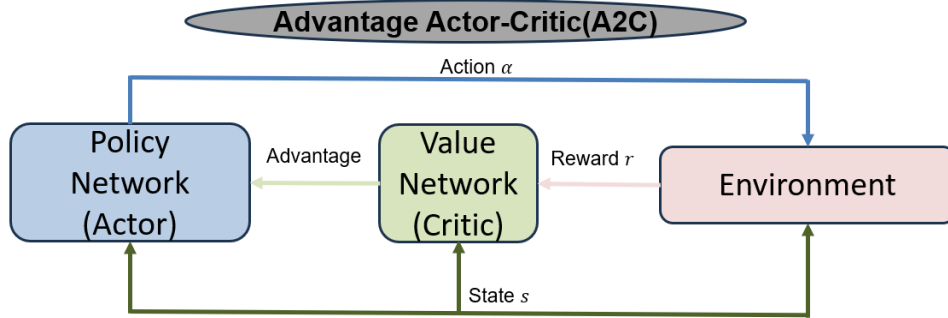 Advantage Actor-Critic(A2C)
Action α
Policy
Network
(Actor)
Advantage
Value
Network
(Critic)
Reward r
Environment
State s